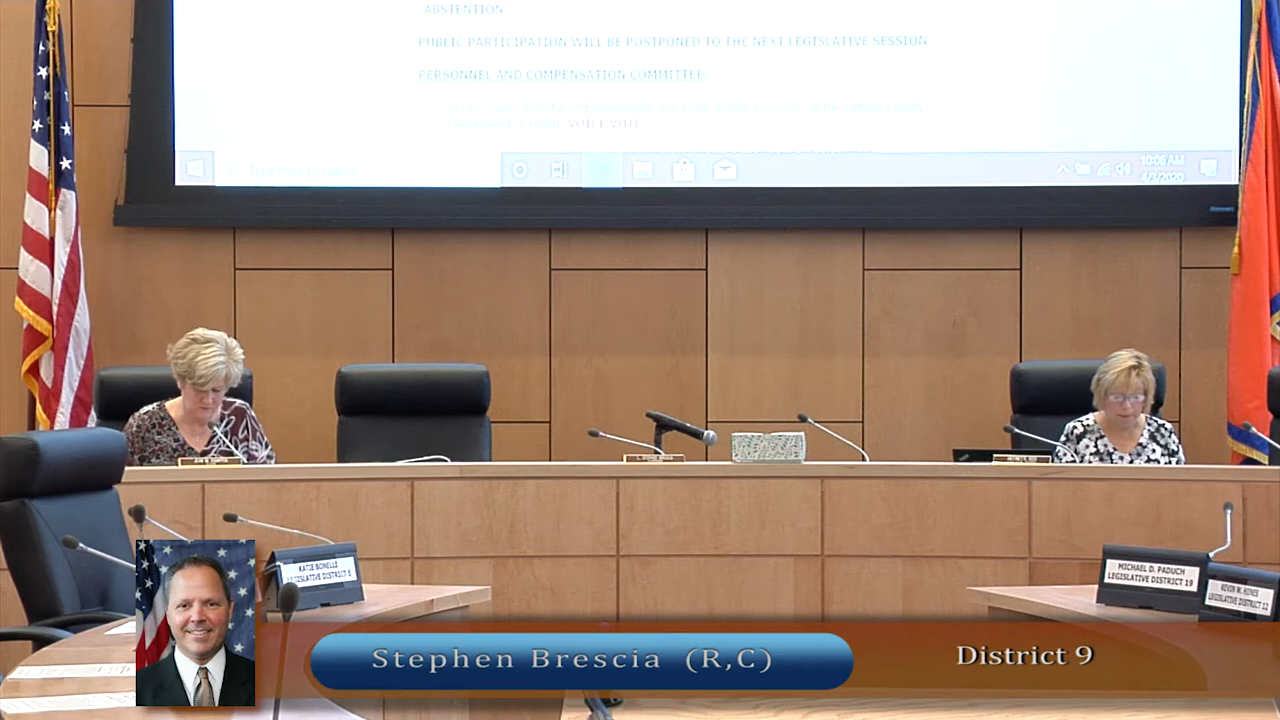 ABSTENTION
PUBLIC PARTICIPATION WILL BE POSTPONED TO THE NEXT LEGISLATIVE SESSION
PERSONNEL AND COMPENSATION COMMITTEE
VOICE VOTE
10:06 AM
4/3/2020
KATIE BONELLI
LEGISLATIVE DISTRICT 5
MICHAEL D. PADUCH
LEGISLATIVE DISTRICT 19
KEVIN W. HINES
LEGISLATIVE DISTRICT 12
Stephen Brescia (R,C)
District 9